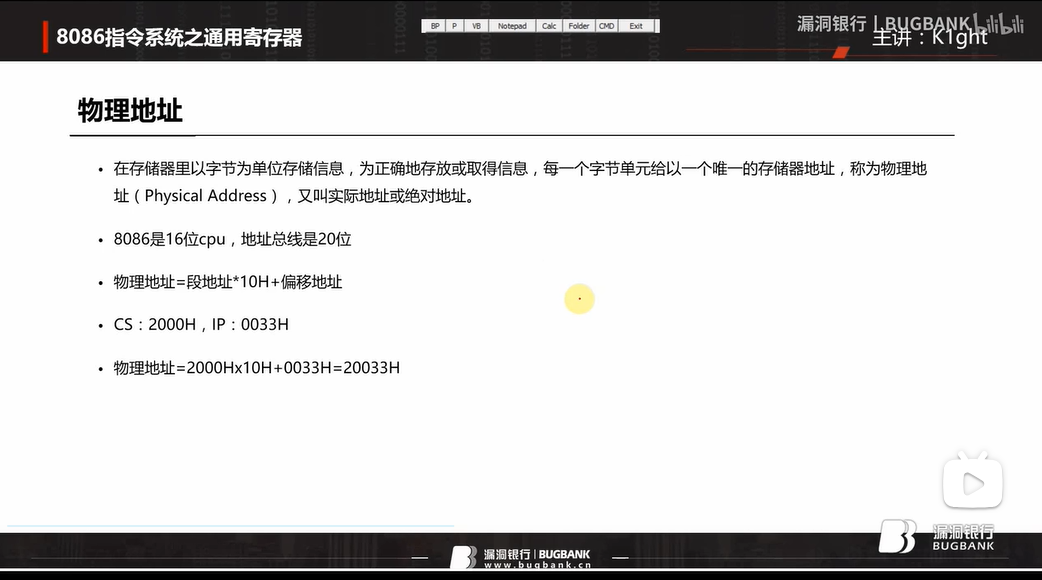 8086指令系统之通用寄存器
BP P VB Notepad Calc Folder CMD Exit
漏洞银行 | BUGBANK bilibili
主讲：K1ght
物理地址
• 在存储器里以字节为单位存储信息，为正确地存放或取得信息，每一个字节单元给以一个唯一的存储器地址，称为物理地
址（Physical Address），又叫实际地址或绝对地址。
• 8086是16位cpu，地址总线是20位
• 物理地址=段地址*10H+偏移地址
• CS：2000H，IP：0033H
• 物理地址=2000Hx10H+0033H=20033H
漏洞银行
BUGBANK
漏洞银行 | BUGBANK
www.bugbank.cn